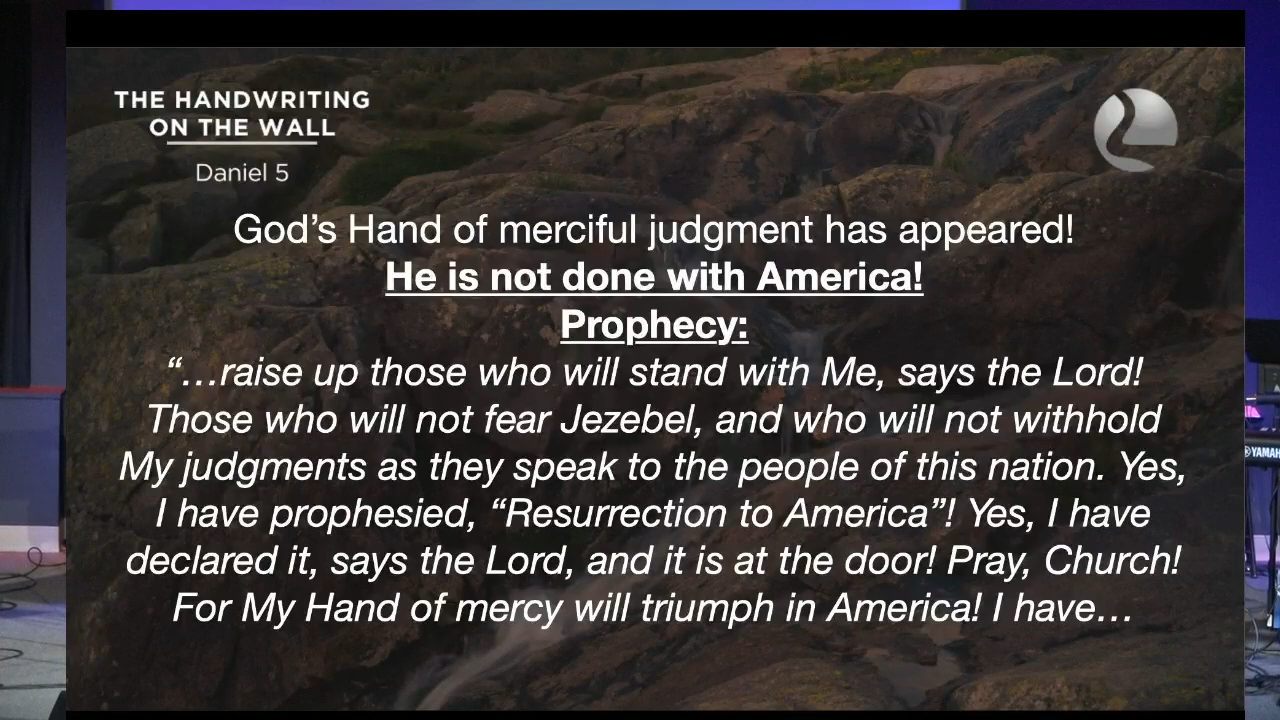 THE HANDWRITING
ON THE WALL
Daniel 5
God’s Hand of merciful judgment has appeared!
He is not done with America!
Prophecy:
“…raise up those who will stand with Me, says the Lord!
Those who will not fear Jezebel, and who will not withhold
My judgments as they speak to the people of this nation. Yes,
I have prophesied, “Resurrection to America”! Yes, I have
declared it, says the Lord, and it is at the door! Pray, Church!
For My Hand of mercy will triumph in America! I have…
YAMAH